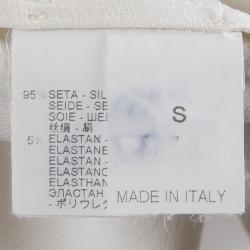 95% SETA - SIL
SEIDE - SE
SOIE - ШЕЛ
丝绸 - 絹
5% ELASTAN -
ELASTANE
ELASTAN
ELASTANO
ELASTHAN
ЭЛАСТАН
- ポリウレタ
S
MADE IN ITALY